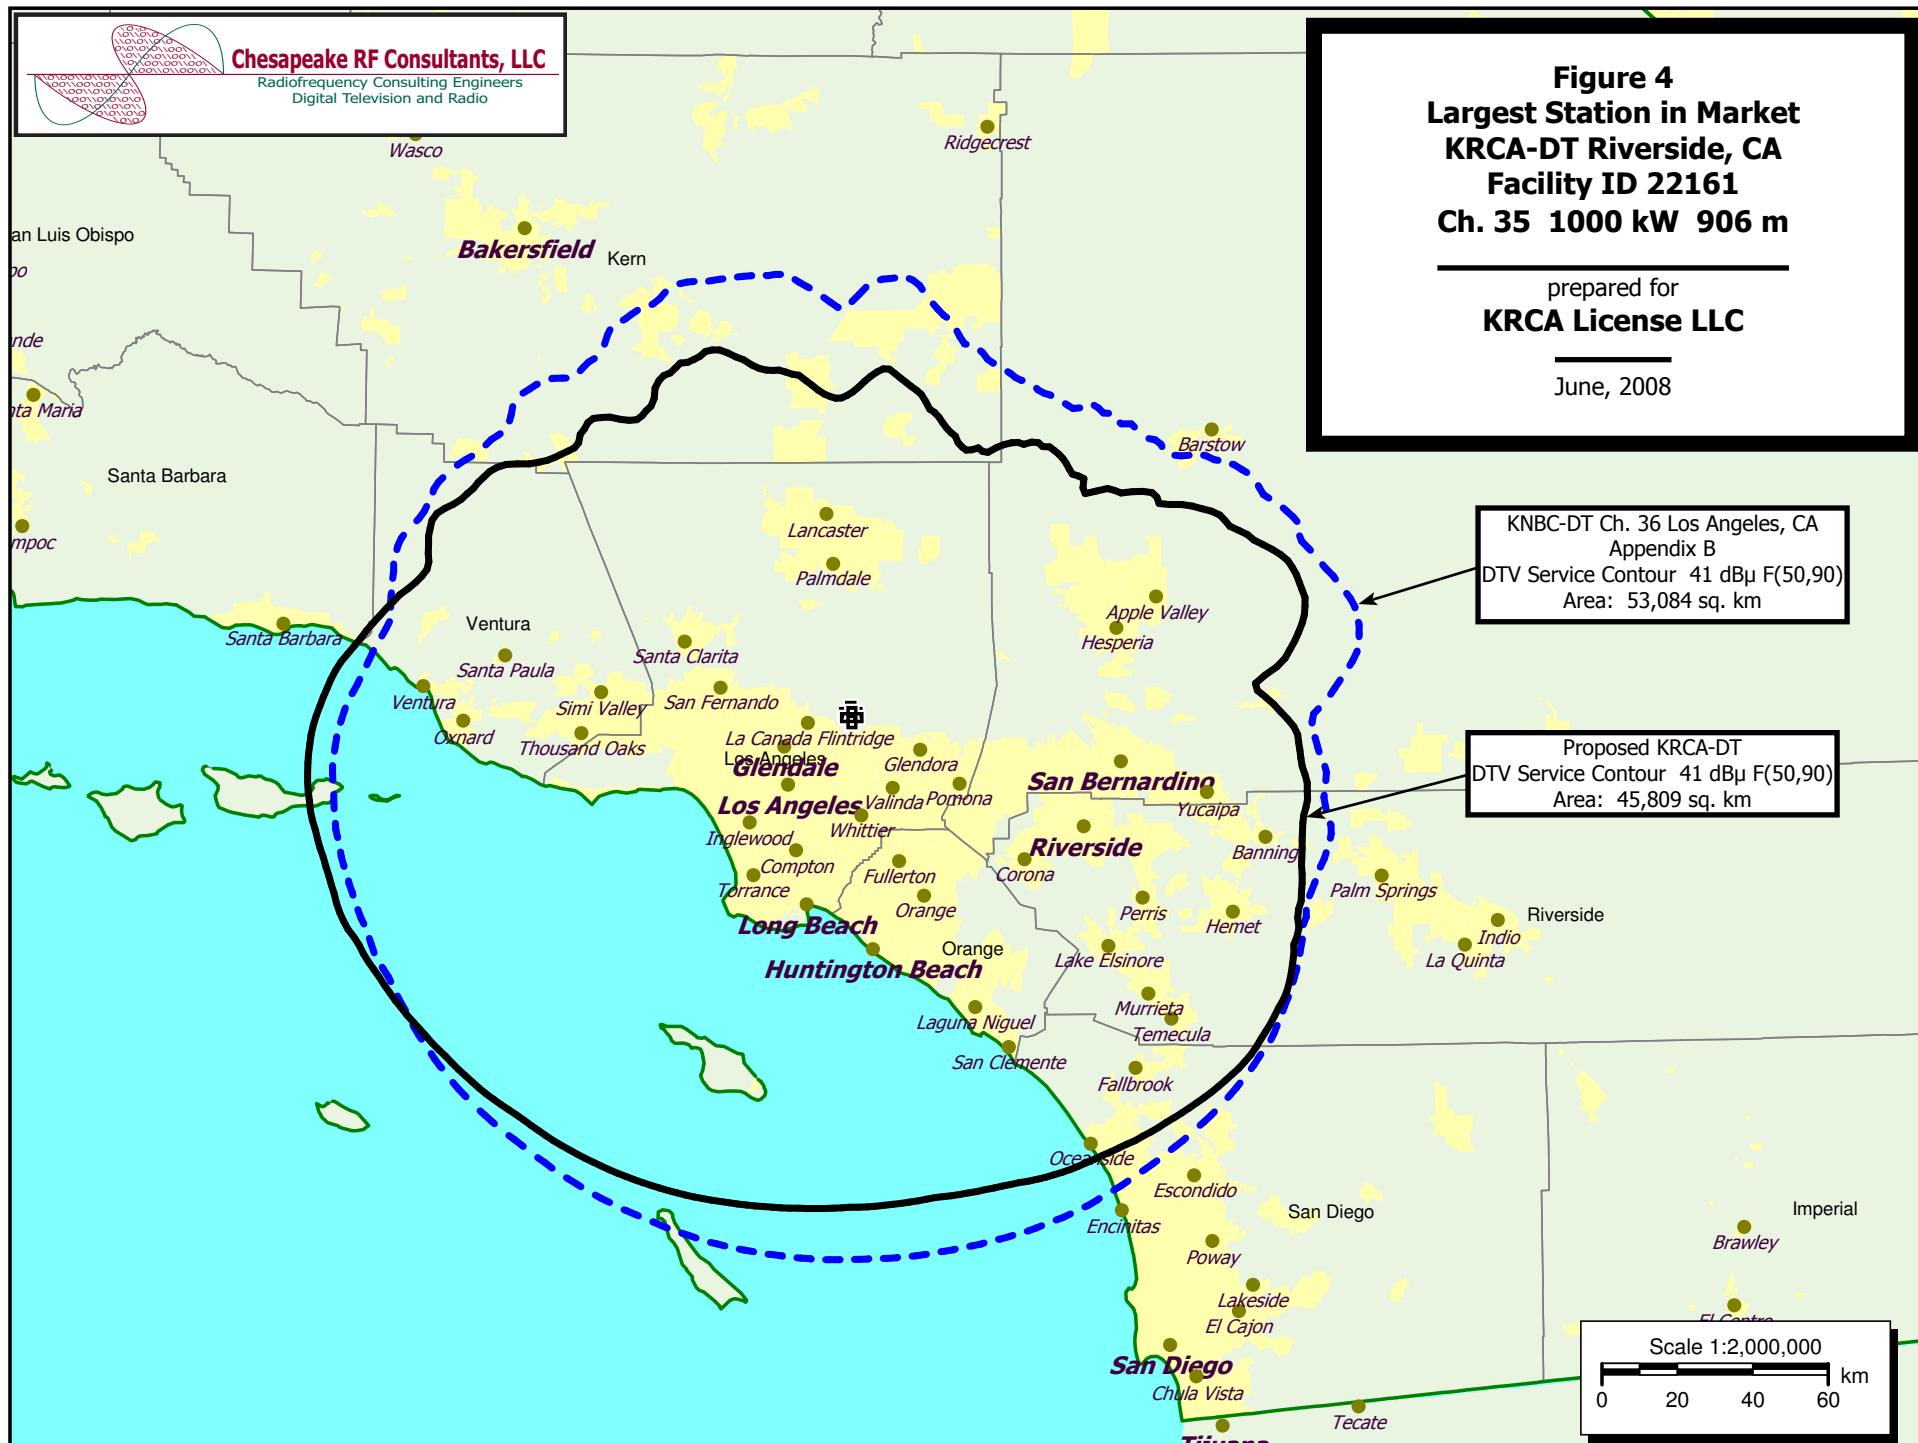 Chesapeake RF Consultants, LLC
Radiofrequency Consulting Engineers
Digital Television and Radio
Figure 4
Largest Station in Market
KRCA-DT Riverside, CA
Facility ID 22161
Ch. 35 1000 kW 906 m
prepared for
KRCA License LLC
June, 2008
Wasco
Ridgecrest
an Luis Obispo
po
Bakersfield
Kern
nde
nta Maria
Barstow
Santa Barbara
mpoc
Lancaster
Palmdale
KNBC-DT Ch. 36 Los Angeles, CA
Appendix B
DTV Service Contour 41 dBµ F(50,90)
Area: 53,084 sq. km
Apple Valley
Hesperia
Santa Barbara
Ventura
Santa Paula
Santa Clarita
Ventura
Simi Valley
San Fernando
Oxnard
Thousand Oaks
La Canada Flintridge
Los Angeles
Glendale
Glendora
Proposed KRCA-DT
DTV Service Contour 41 dBµ F(50,90)
Area: 45,809 sq. km
San Bernardino
Los Angeles
Valinda
Pomona
Yucaipa
Inglewood
Whittier
Riverside
Banning
Compton
Fullerton
Corona
Torrance
Orange
Perris
Hemet
Palm Springs
Riverside
Indio
La Quinta
Long Beach
Orange
Lake Elsinore
Huntington Beach
Murrieta
Laguna Niguel
Temecula
San Clemente
Fallbrook
Oceanside
Escondido
San Diego
Imperial
Encinitas
Poway
Brawley
Lakeside
El Cajon
El Centro
San Diego
Chula Vista
Tecate
Tijuana
Scale 1:2,000,000
km
0 20 40 60